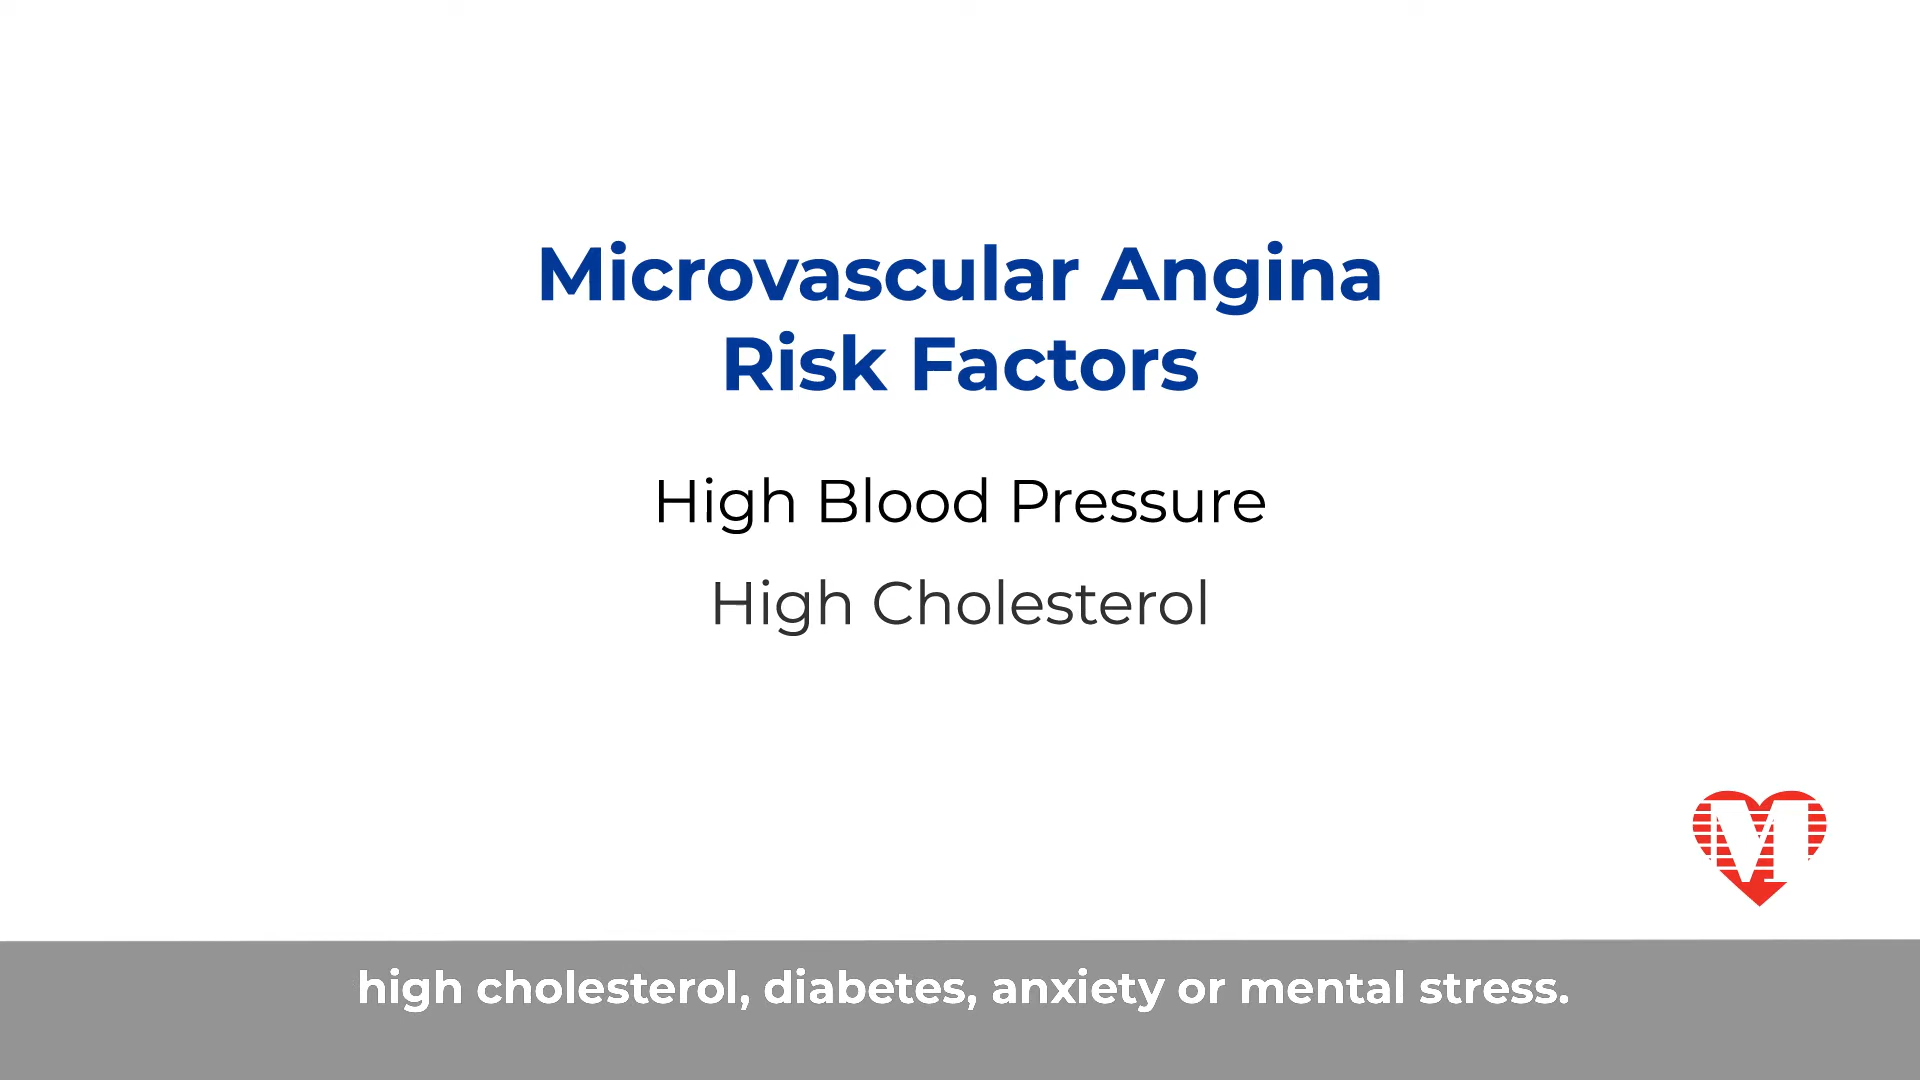 Microvascular Angina
Risk Factors
High Blood Pressure
High Cholesterol
M
high cholesterol, diabetes, anxiety or mental stress.